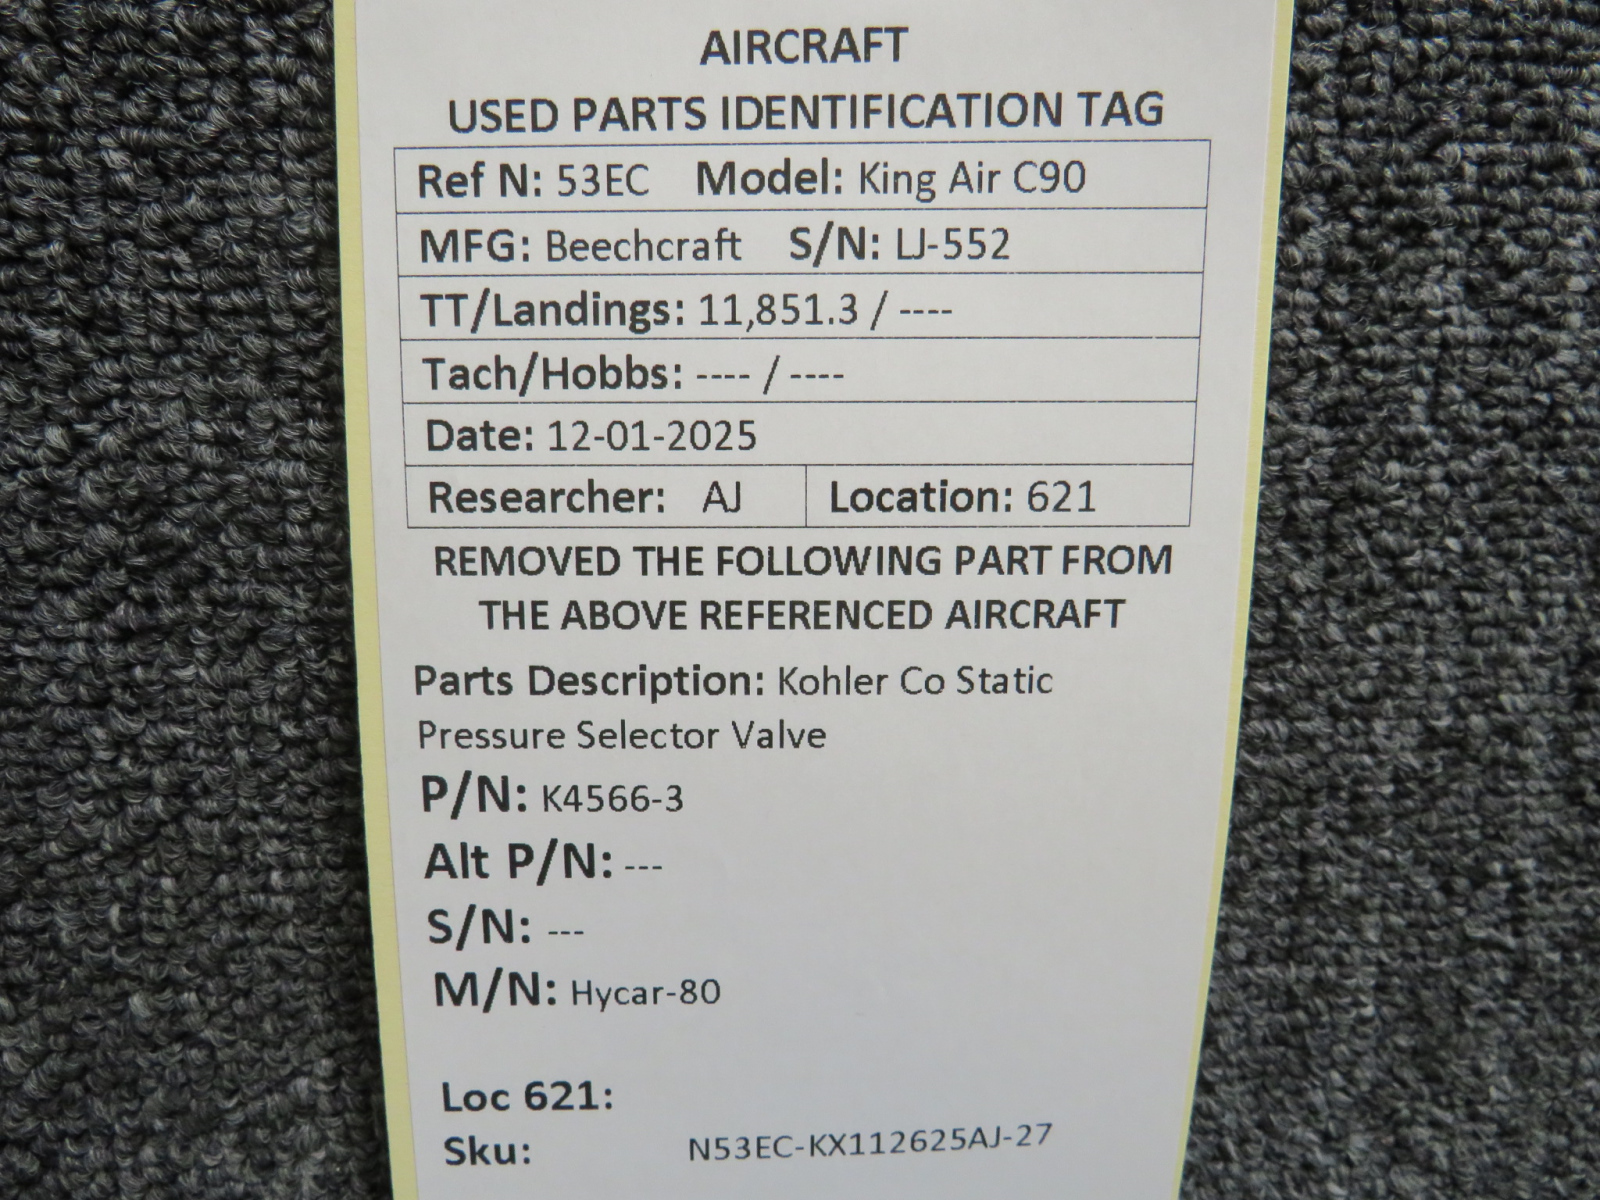 AIRCRAFT
USED PARTS IDENTIFICATION TAG
Ref N: 53EC Model: King Air C90
MFG: Beechcraft S/N: LJ-552
TT/Landings: 11,851.3 / ----
Tach/Hobbs: ---- / ----
Date: 12-01-2025
Researcher: AJ Location: 621
REMOVED THE FOLLOWING PART FROM
THE ABOVE REFERENCED AIRCRAFT
Parts Description: Kohler Co Static
Pressure Selector Valve
P/N: K4566-3
Alt P/N: ---
S/N: ---
M/N: Hycar-80
Loc 621:
Sku: N53EC-KX112625AJ-27